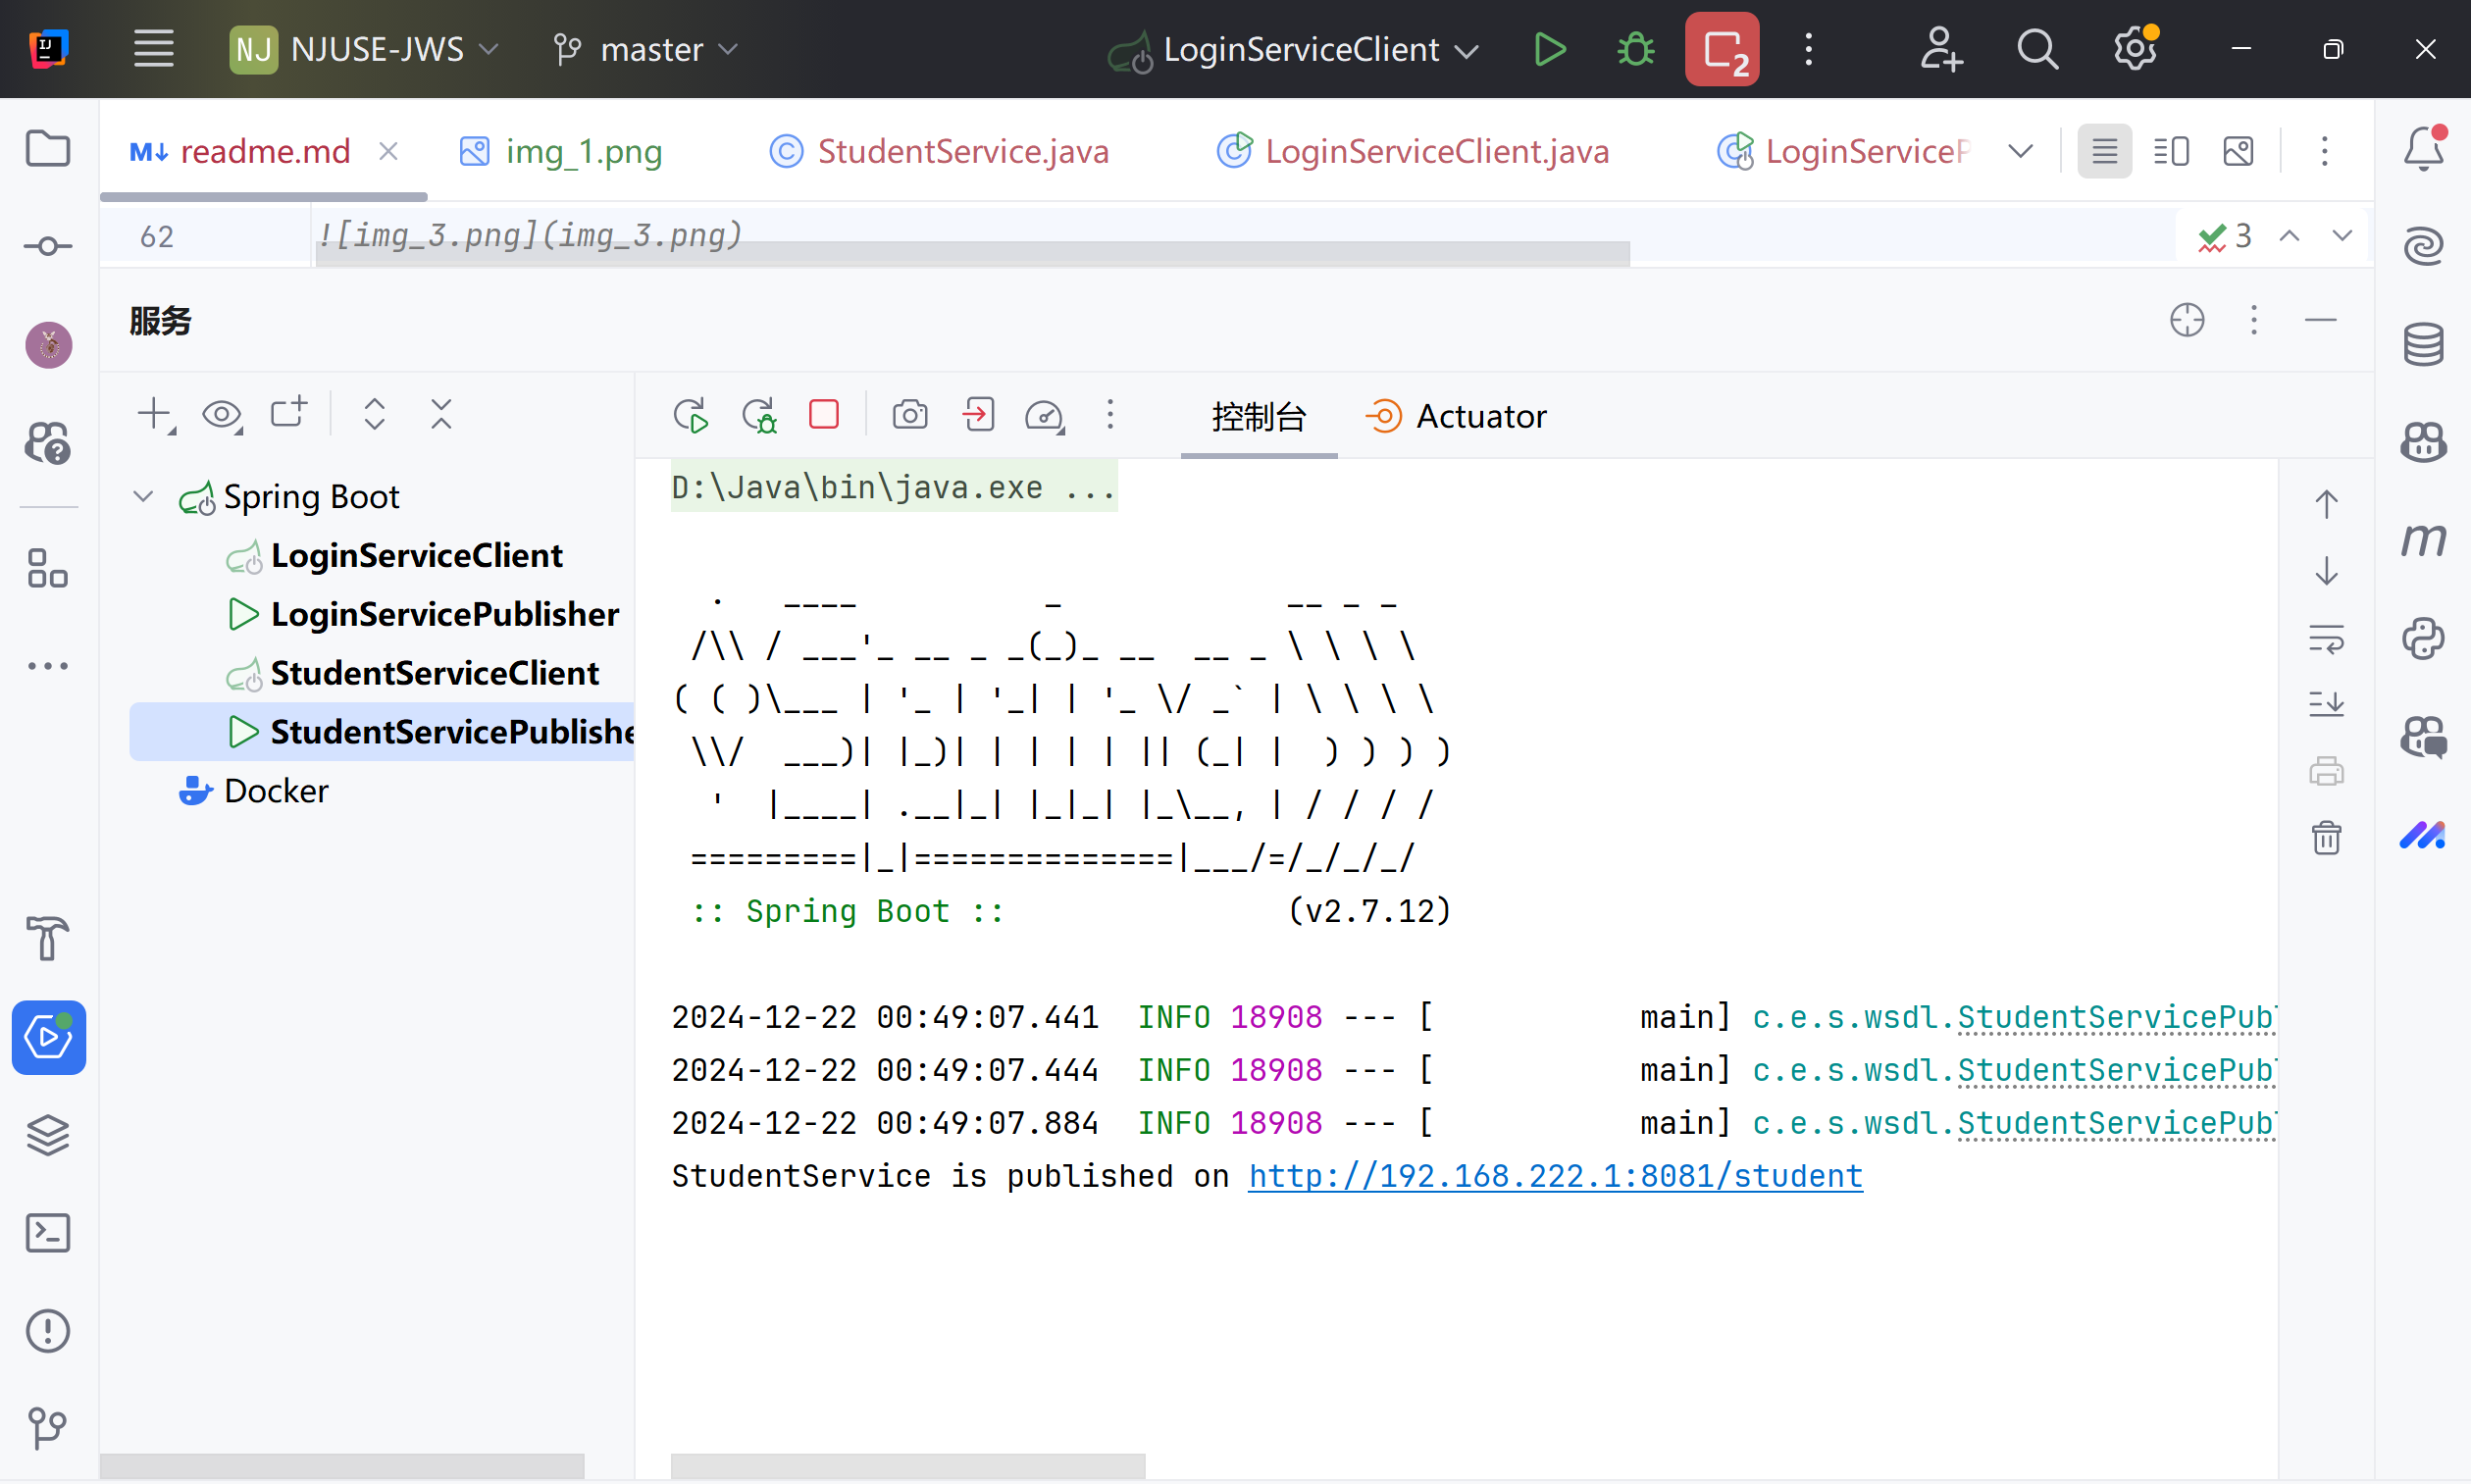 NJ NJUSE-JWS master LoginServiceClient 2
readme.md img_1.png StudentService.java LoginServiceClient.java LoginServiceP
62 ![img_3.png](img_3.png) 3
服务
控制台 Actuator
Spring Boot
LoginServiceClient
LoginServicePublisher
StudentServiceClient
StudentServicePublishe
Docker
D:\Java\bin\java.exe ...
  .   ____          _            __ _ _
 /\\ / ___'_ __ _ _(_)_ __  __ _ \ \ \ \
( ( )\___ | '_ | '_| | '_ \/ _` | \ \ \ \
 \\/  ___)| |_)| | | | | || (_| |  ) ) ) )
  '  |____| .__|_| |_|_| |_\__, | / / / /
 =========|_|==============|___/=/_/_/_/
 :: Spring Boot ::               (v2.7.12)
2024-12-22 00:49:07.441  INFO 18908 --- [           main] c.e.s.wsdl.StudentServicePub
2024-12-22 00:49:07.444  INFO 18908 --- [           main] c.e.s.wsdl.StudentServicePub
2024-12-22 00:49:07.884  INFO 18908 --- [           main] c.e.s.wsdl.StudentServicePub
StudentService is published on http://192.168.222.1:8081/student